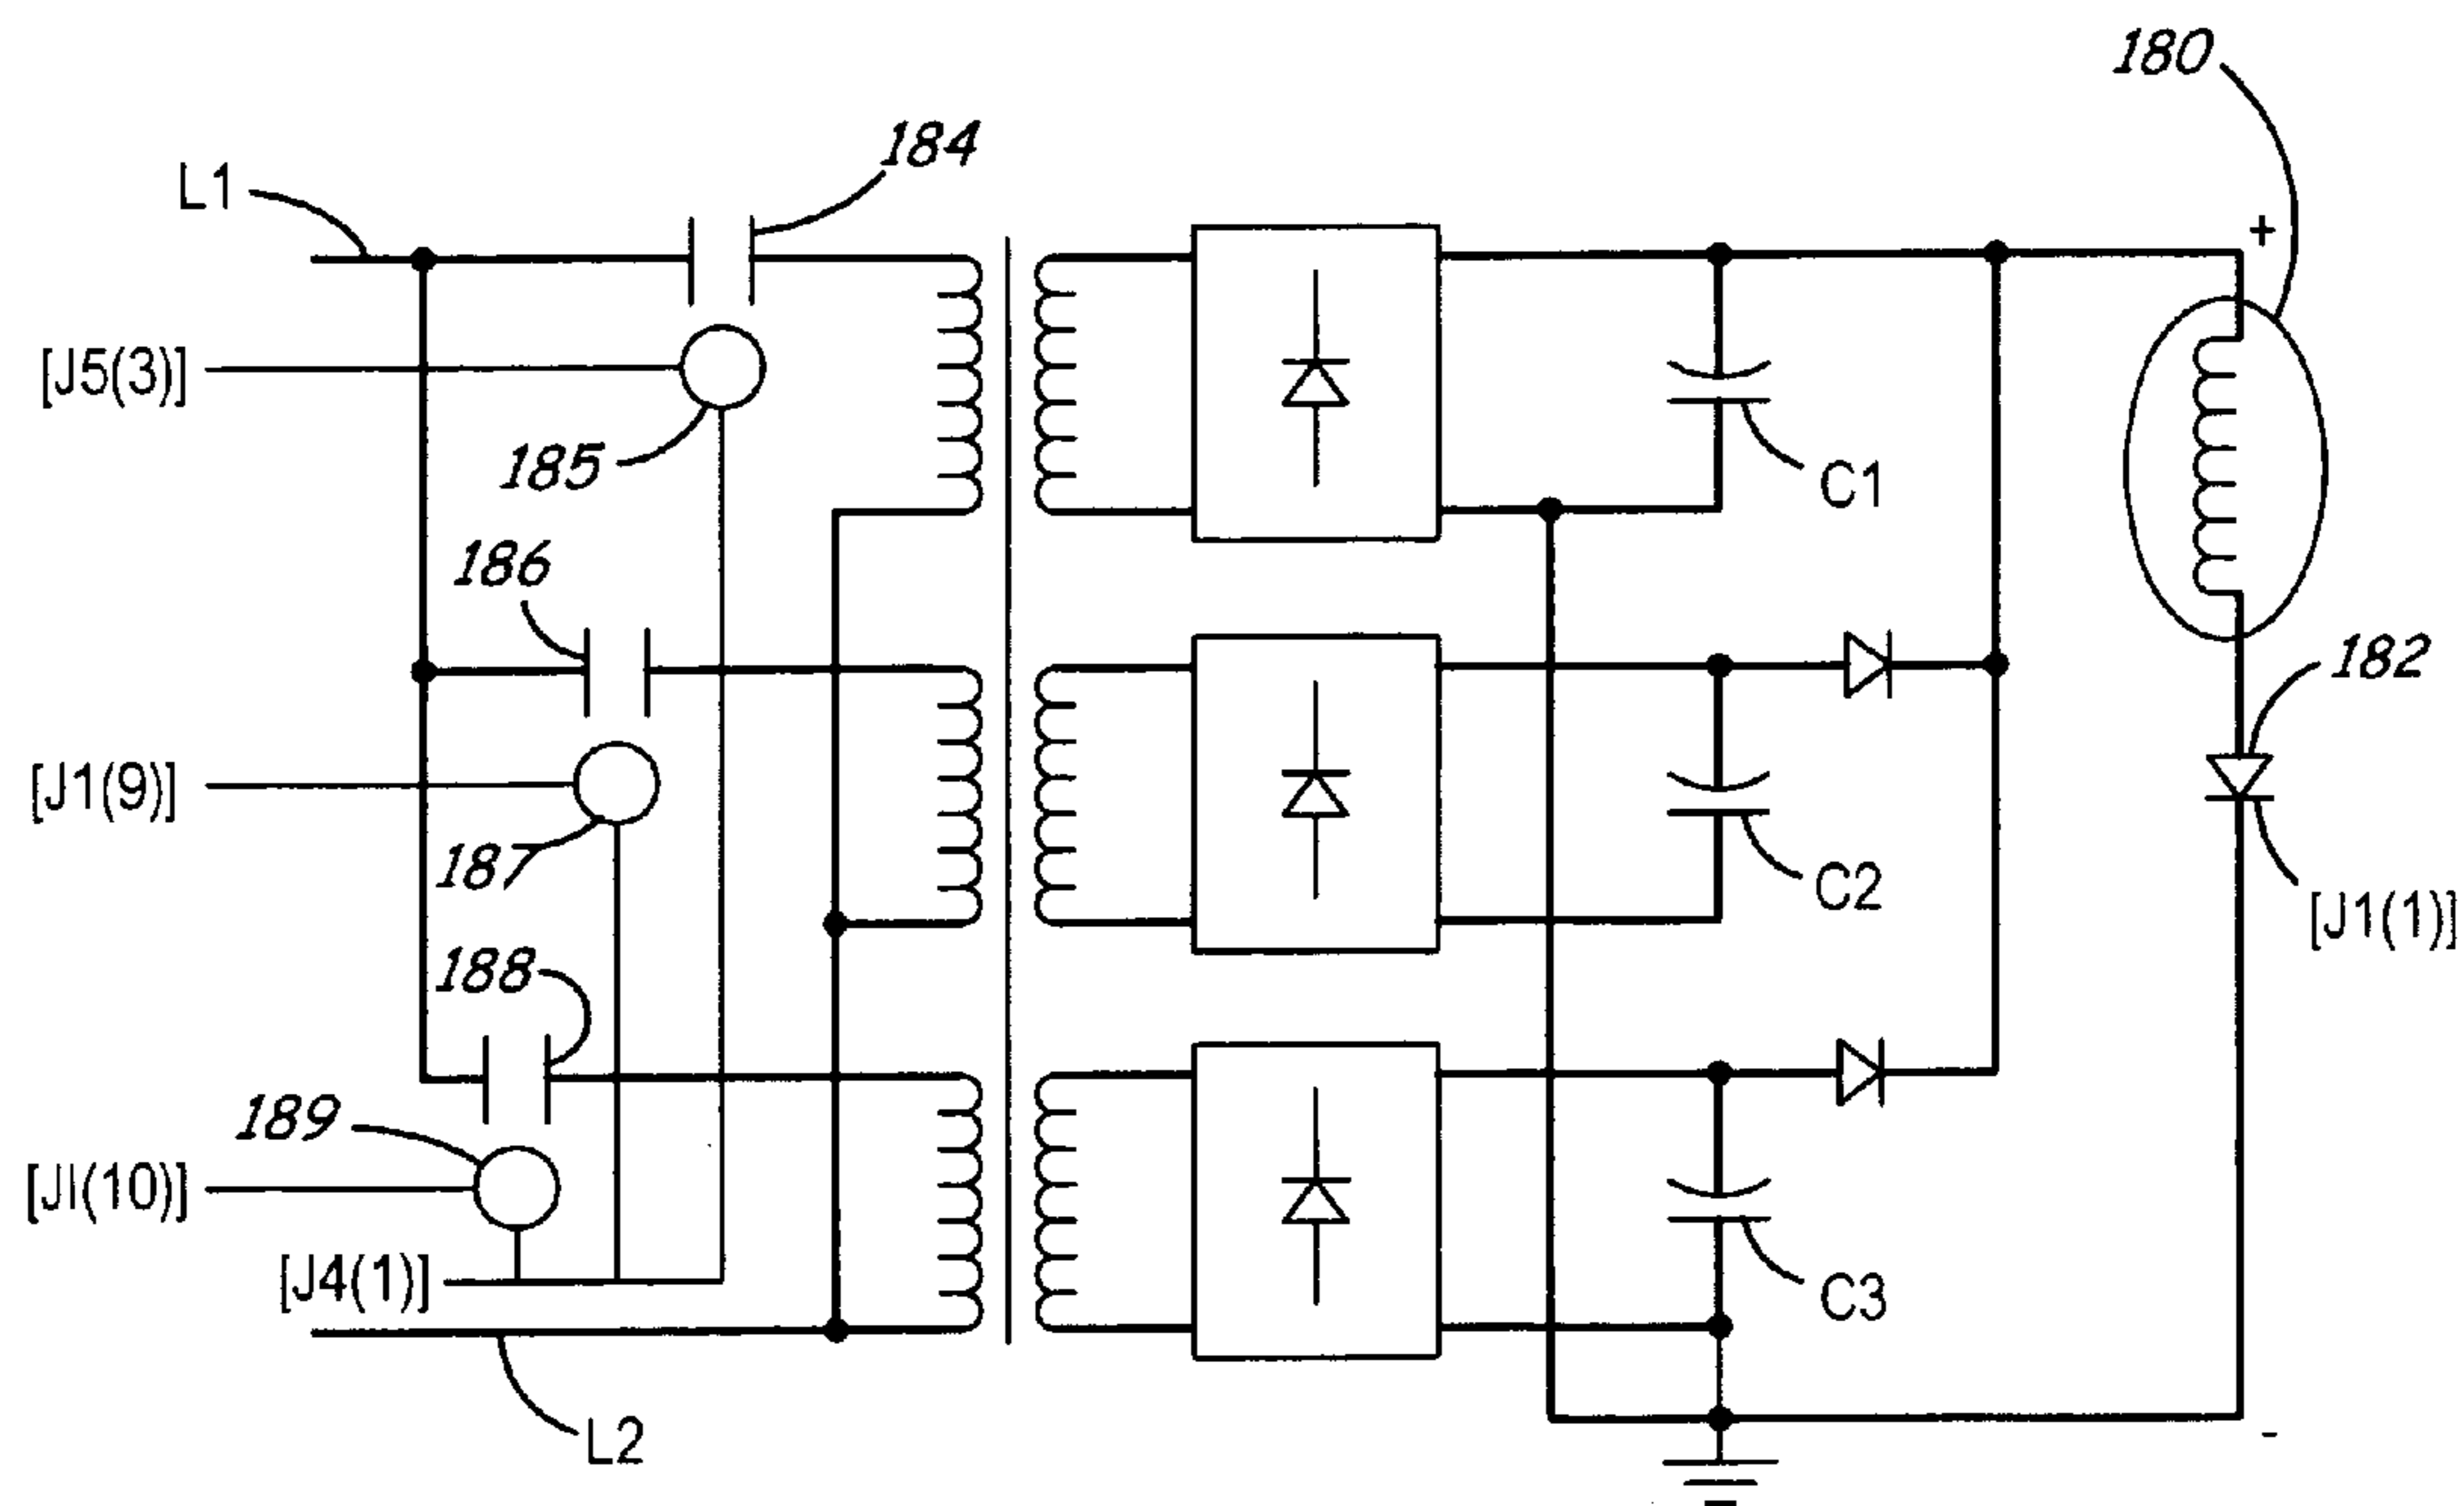 180
184
L1
+
[J5(3)]
185
C1
186
182
[J1(9)]
187
C2
[J1(1)]
188
189
[JI(10)]
[J4(1)]
C3
L2
-